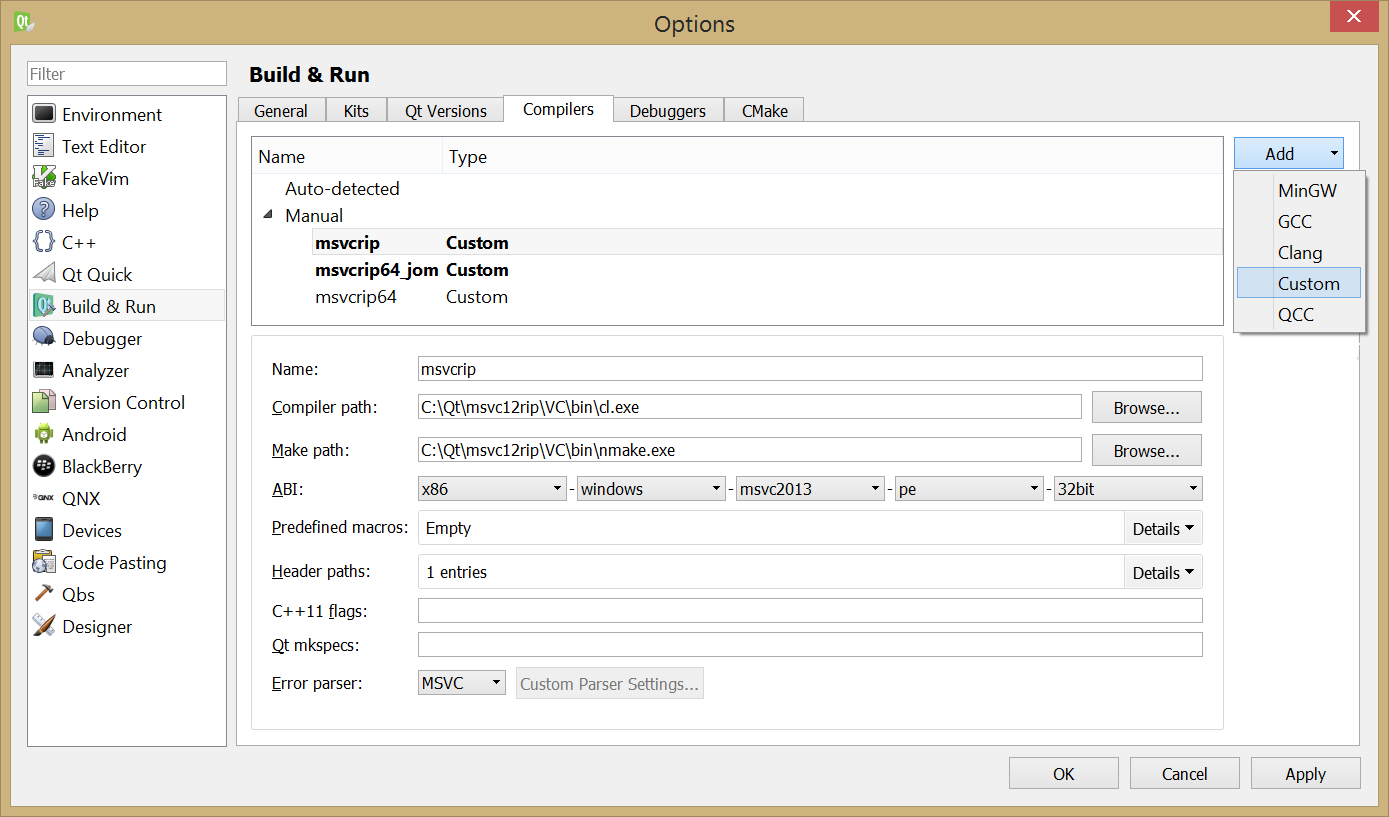 Options
Filter
Build & Run
Environment
Text Editor
FakeVim
Help
C++
Qt Quick
Build & Run
Debugger
Analyzer
Version Control
Android
BlackBerry
QNX
Devices
Code Pasting
Qbs
Designer
General Kits Qt Versions Compilers Debuggers CMake
Name Type
Auto-detected
Manual
msvcrip Custom
msvcrip64_jom Custom
msvcrip64 Custom
Add
MinGW
GCC
Clang
Custom
QCC
Name: msvcrip
Compiler path: C:\Qt\msvc12rip\VC\bin\cl.exe Browse...
Make path: C:\Qt\msvc12rip\VC\bin\nmake.exe Browse...
ABI: x86 - windows - msvc2013 - pe - 32bit
Predefined macros: Empty Details
Header paths: 1 entries Details
C++11 flags:
Qt mkspecs:
Error parser: MSVC Custom Parser Settings...
OK Cancel Apply